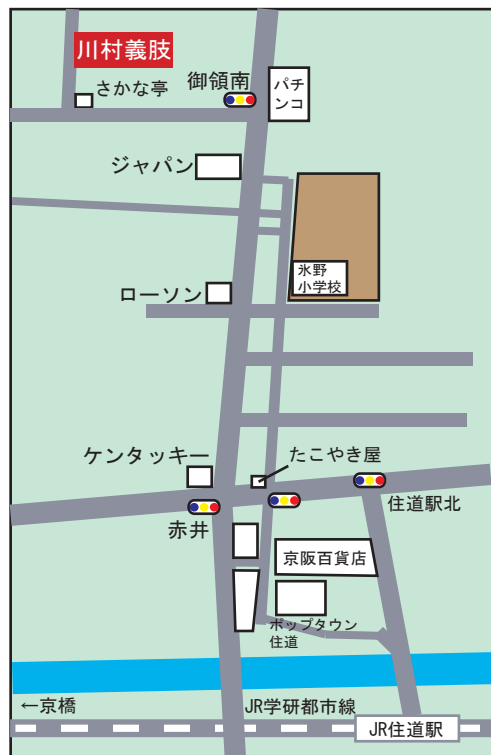 川村義肢
さかな亭
御領南
パチ
ンコ
ジャパン
氷野
小学校
ローソン
ケンタッキー
たこやき屋
住道駅北
赤井
京阪百貨店
ポップタウン
住道
←京橋
JR学研都市線
JR住道駅